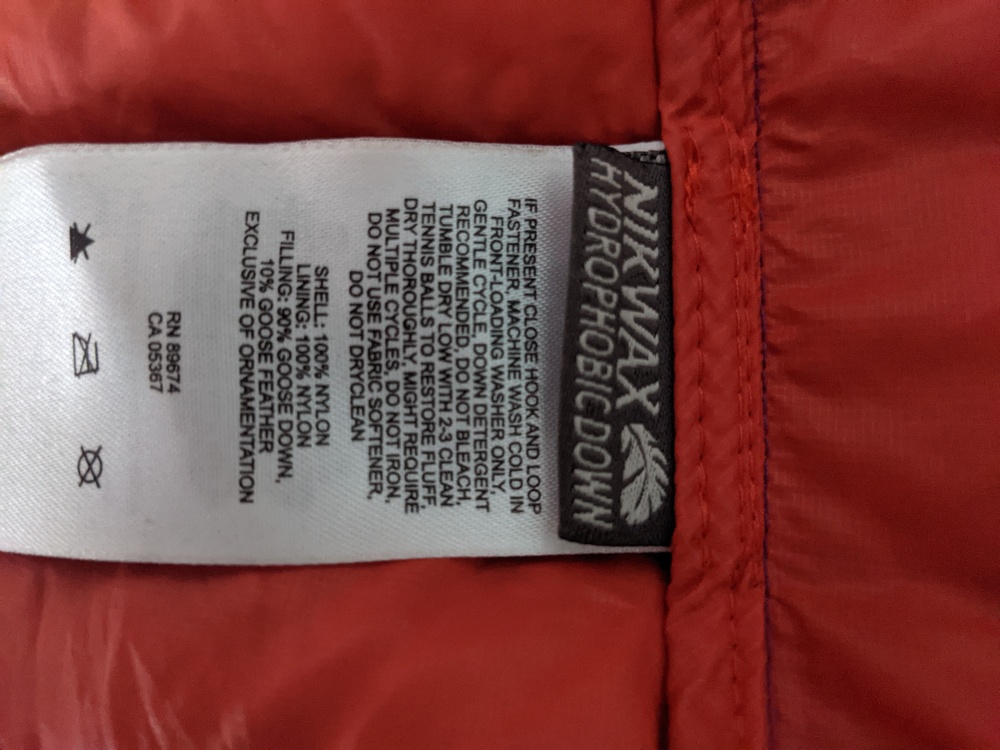 NIKWAX
HYDROPHOBIC DOWN
IF PRESENT CLOSE HOOK AND LOOP
FASTENER, MACHINE WASH COLD IN
FRONT-LOADING WASHER ONLY,
GENTLE CYCLE, DOWN DETERGENT
RECOMMENDED, DO NOT BLEACH,
TUMBLE DRY LOW WITH 2-3 CLEAN
TENNIS BALLS TO RESTORE FLUFF,
DRY THOROUGHLY, MIGHT REQUIRE
MULTIPLE CYCLES, DO NOT IRON,
DO NOT USE FABRIC SOFTENER,
DO NOT DRYCLEAN
SHELL: 100% NYLON
LINING: 100% NYLON
FILLING: 90% GOOSE DOWN,
10% GOOSE FEATHER
EXCLUSIVE OF ORNAMENTATION
RN 89674
CA 05367